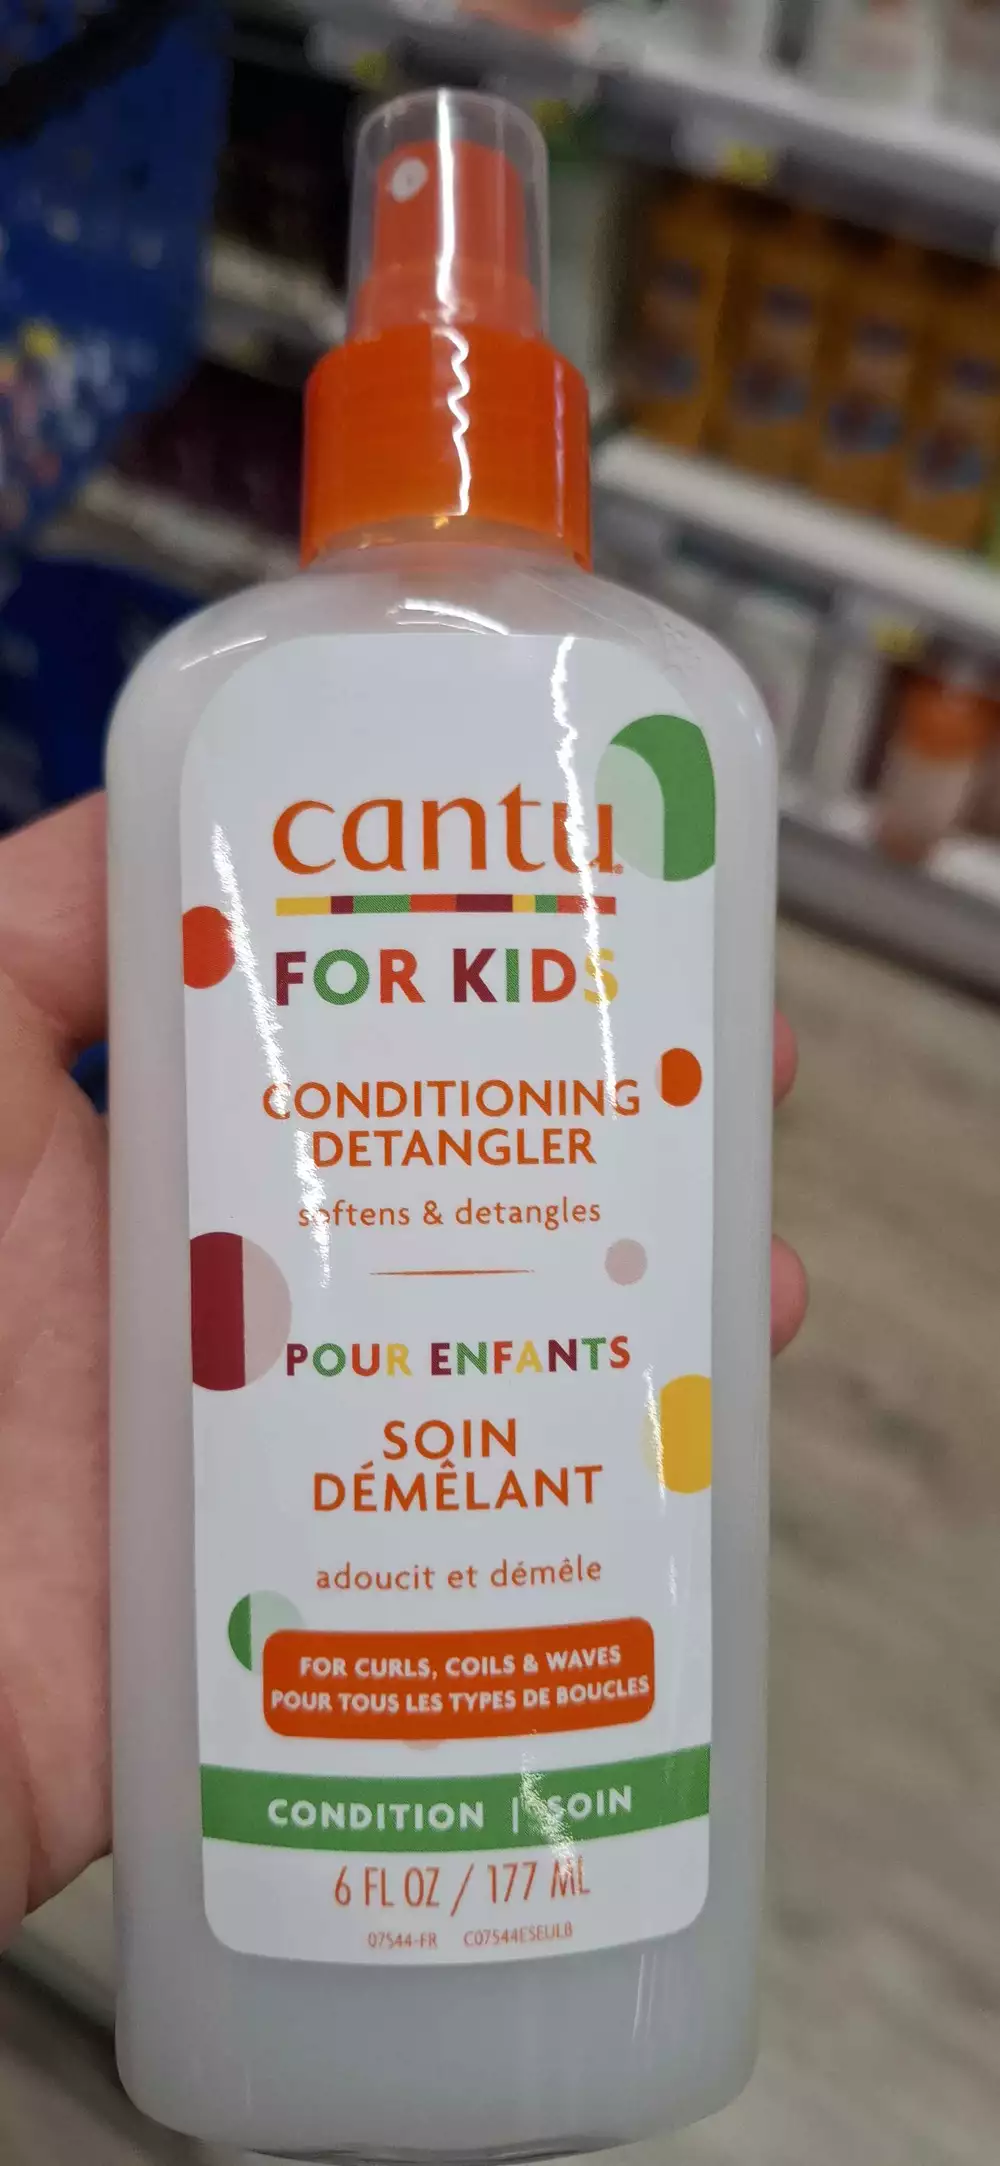 cantu
FOR KIDS
CONDITIONING
DETANGLER
softens & detangles
POUR ENFANTS
SOIN
DÉMÊLANT
adoucit et démêle
FOR CURLS, COILS & WAVES
POUR TOUS LES TYPES DE BOUCLES
CONDITION | SOIN
6 FL OZ / 177 ML
07544-FR C07544ESEULB